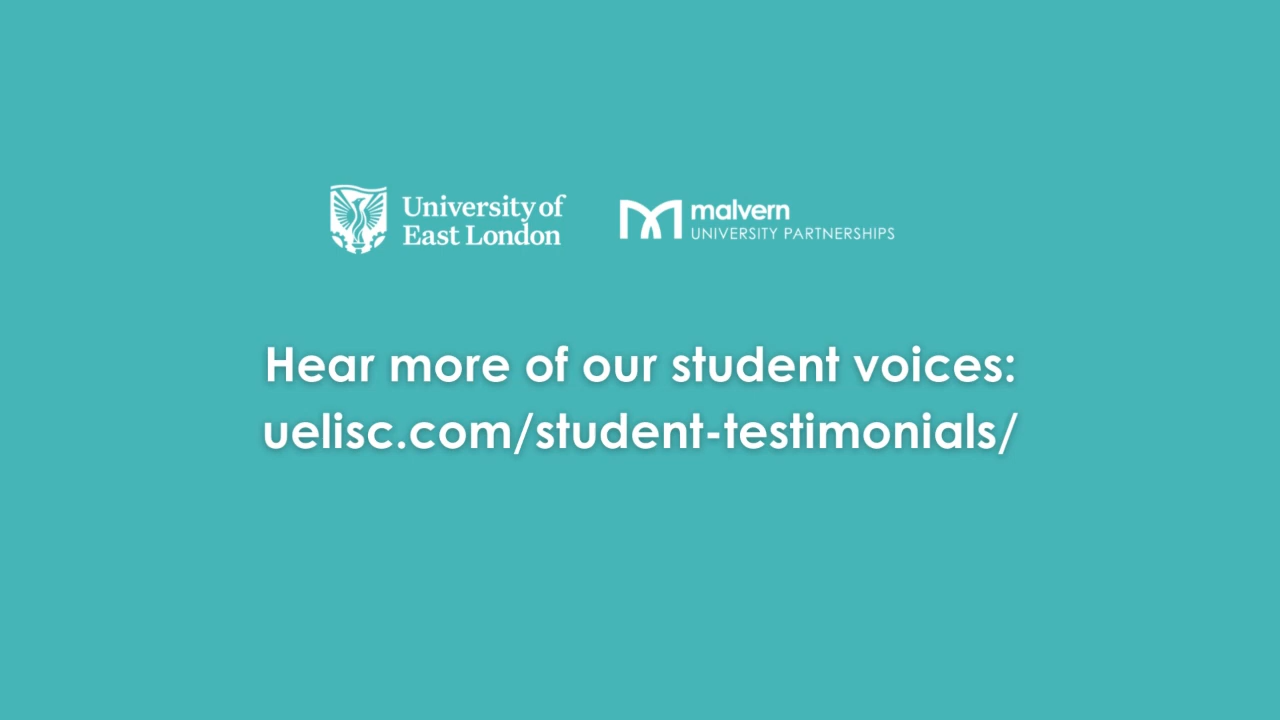 University of
East London
malvern
UNIVERSITY PARTNERSHIPS
Hear more of our student voices:
uelisc.com/student-testimonials/